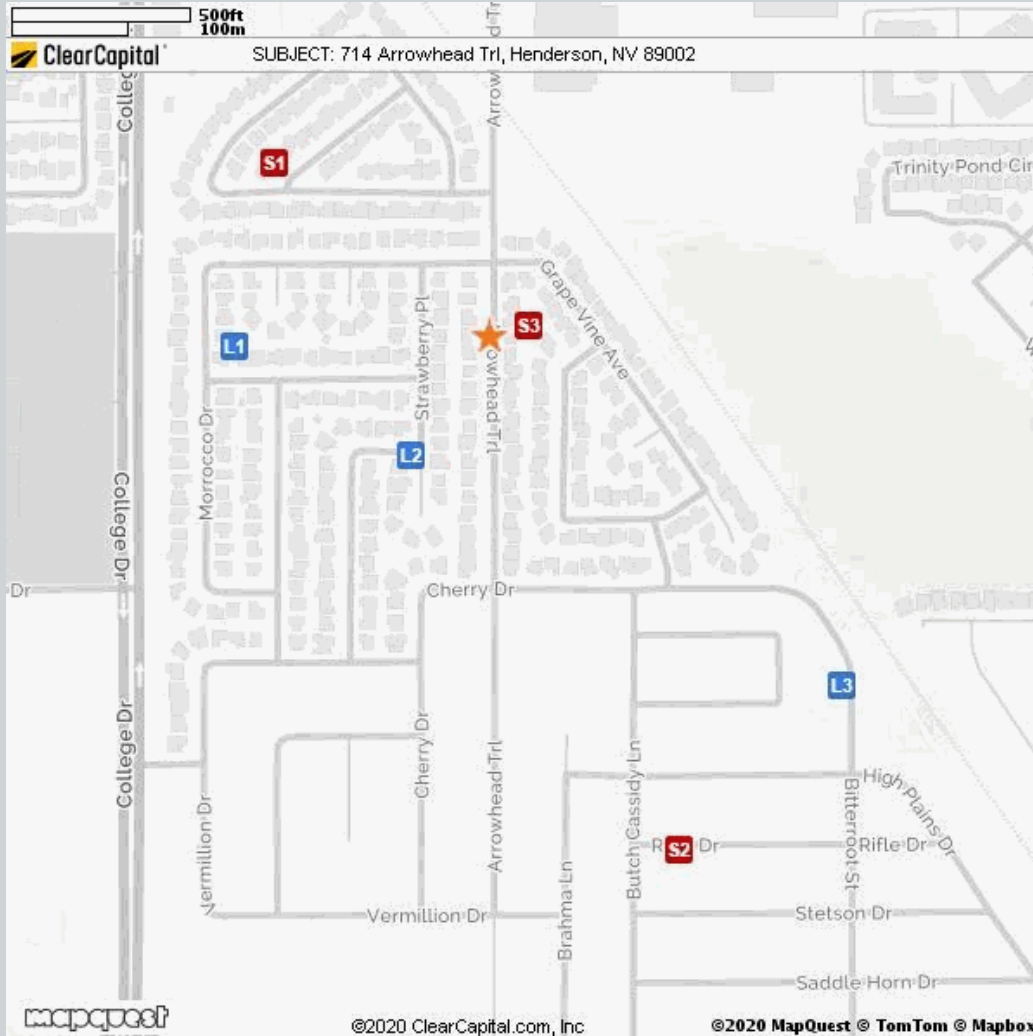 500ft
100m
ClearCapital
SUBJECT: 714 Arrowhead Trl, Henderson, NV 89002
S1
Trinity Pond Cir
Grape Vine Ave
Strawberry Pl
S3
L1
owhead Trl
Morrocco Dr
L2
College Dr
College Dr
Dr
Cherry Dr
L3
Cherry Dr
Arrowhead Trl
Butch Cassidy Ln
High Plains Dr
Bitterroot St
Vermillion Dr
S2
Dr
Rifle Dr
Brahma Ln
Vermillion Dr
Stetson Dr
Saddle Horn Dr
mapquest
©2020 ClearCapital.com, Inc
©2020 MapQuest © TomTom © Mapbox